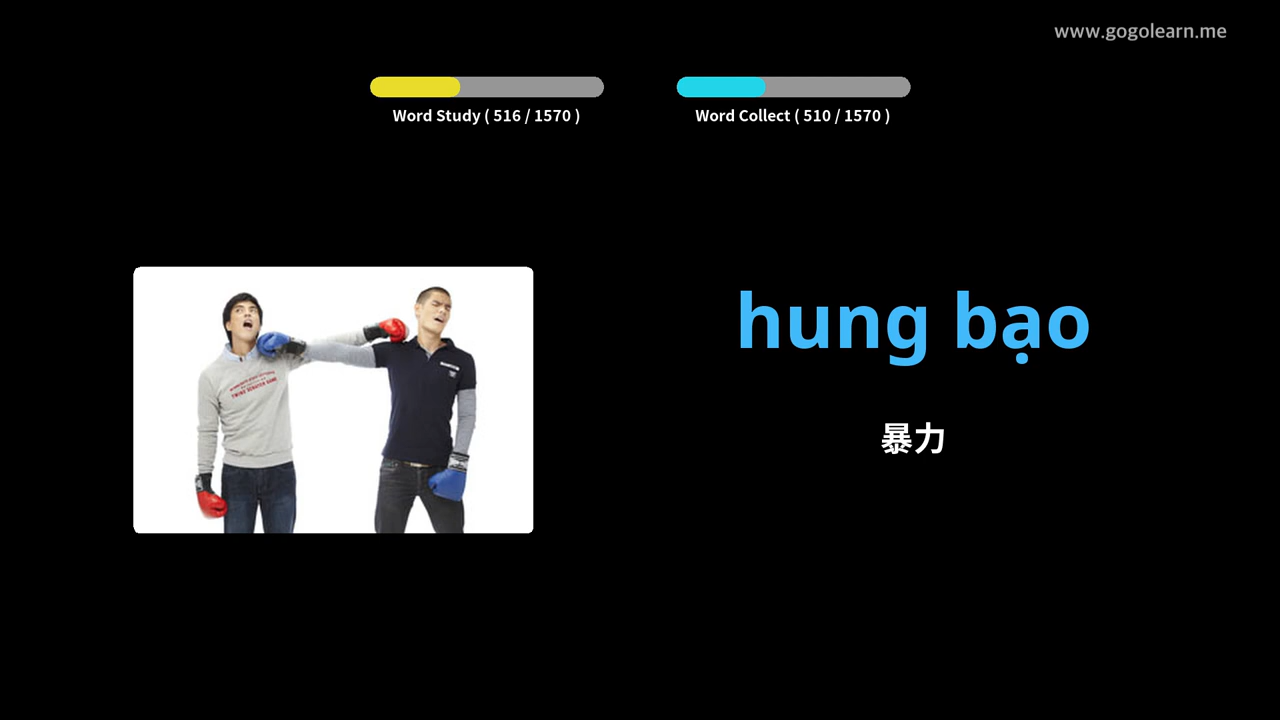 www.gogolearn.me
Word Study ( 516 / 1570 )
Word Collect ( 510 / 1570 )
hung bạo
暴力